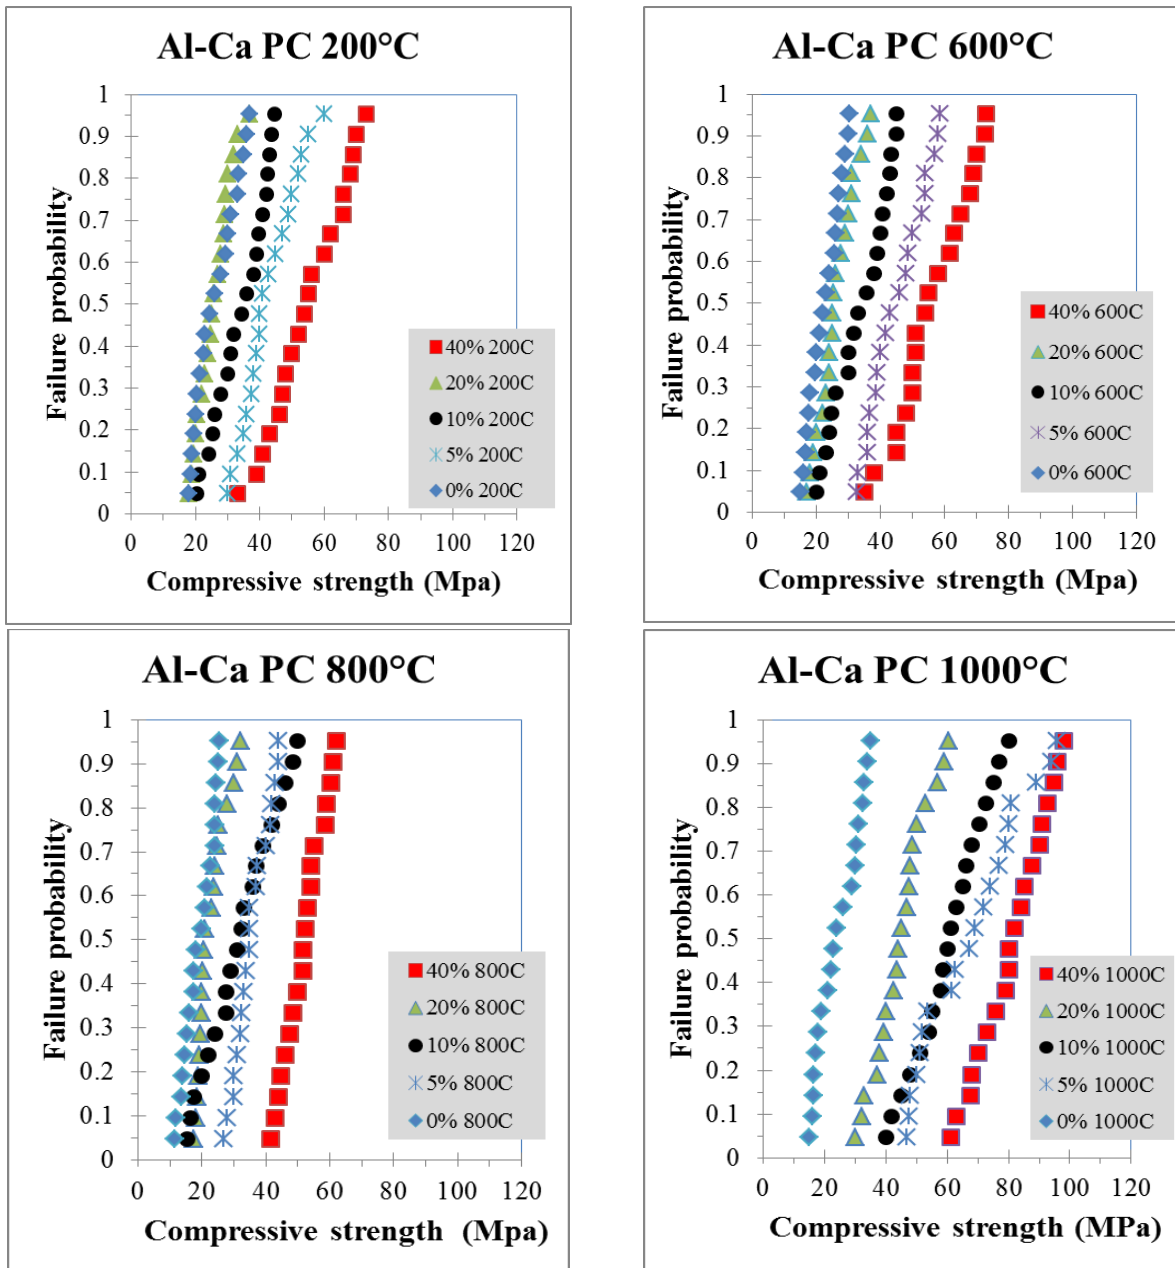 Al-Ca PC 200°C
1
0.9
0.8
0.7
0.6
0.5
0.4
0.3
0.2
0.1
0
Failure probability
40% 200C
20% 200C
10% 200C
5% 200C
0% 200C
0 20 40 60 80 100 120
Compressive strength (Mpa)
Al-Ca PC 600°C
1
0.9
0.8
0.7
0.6
0.5
0.4
0.3
0.2
0.1
0
Failure probability
40% 600C
20% 600C
10% 600C
5% 600C
0% 600C
0 20 40 60 80 100 120
Compressive strength (Mpa)
Al-Ca PC 800°C
1
0.9
0.8
0.7
0.6
0.5
0.4
0.3
0.2
0.1
0
Failure probability
40% 800C
20% 800C
10% 800C
5% 800C
0% 800C
0 20 40 60 80 100 120
Compressive strength (Mpa)
Al-Ca PC 1000°C
1
0.9
0.8
0.7
0.6
0.5
0.4
0.3
0.2
0.1
0
Failure probability
40% 1000C
20% 1000C
10% 1000C
5% 1000C
0% 1000C
0 20 40 60 80 100 120
Compressive strength (MPa)